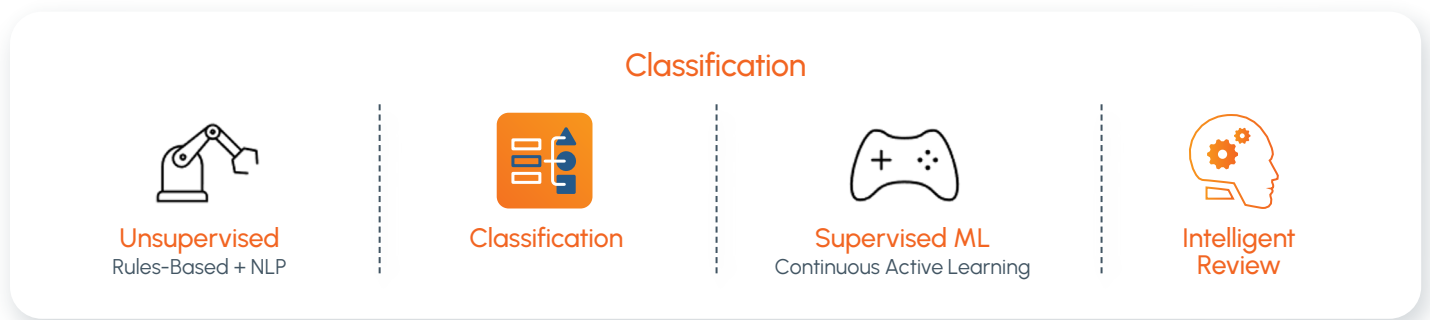 Classification
Unsupervised
Rules-Based + NLP
Classification
Supervised ML
Continuous Active Learning
Intelligent
Review